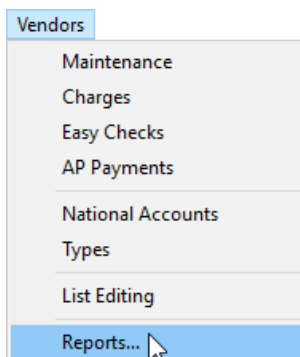 Vendors
Maintenance
Charges
Easy Checks
AP Payments
National Accounts
Types
List Editing
Reports...